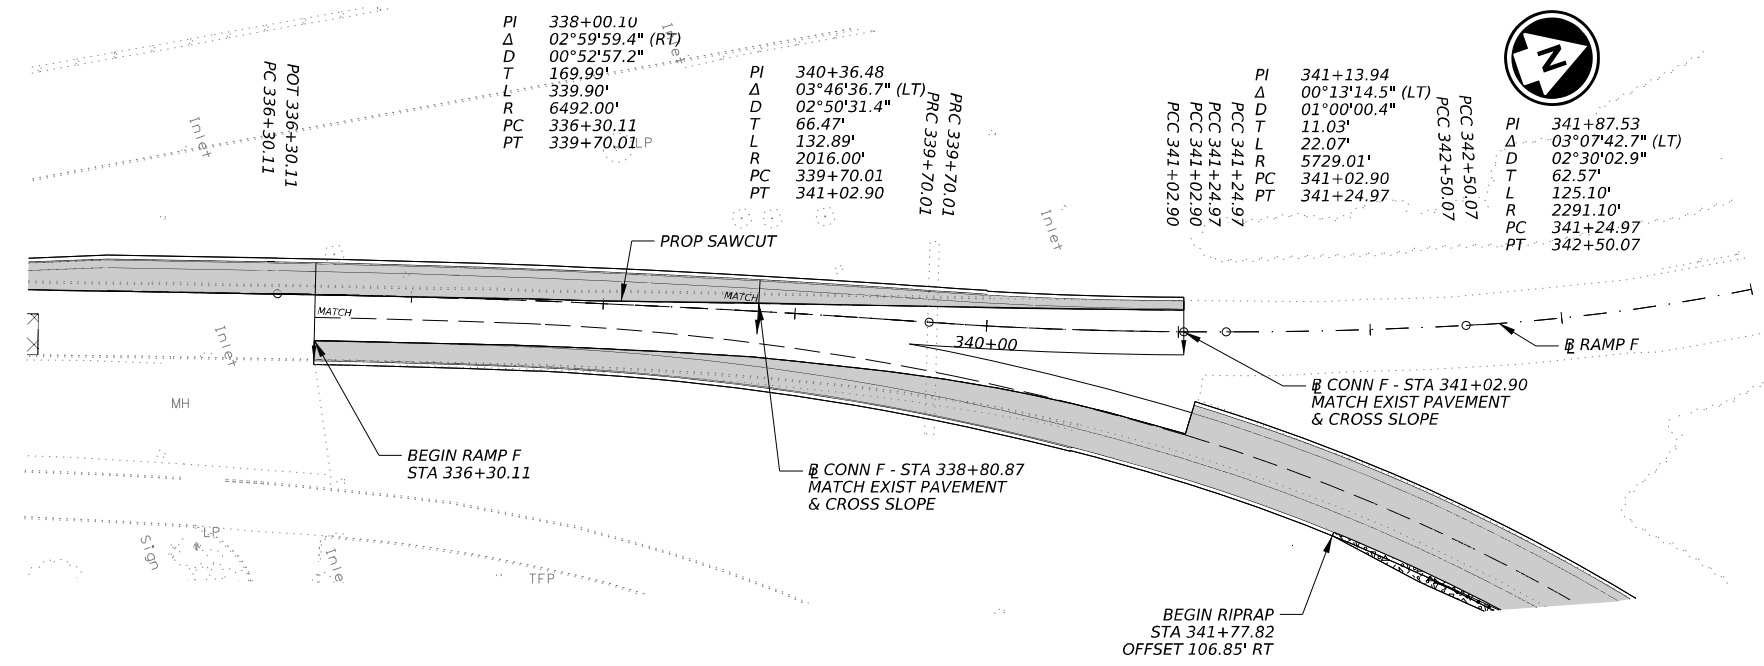 PI 338+00.10
Δ 02°59'59.4" (RT)
D 00°52'57.2"
T 169.99'
L 339.90'
R 6492.00'
PC 336+30.11
PT 339+70.01
PI 340+36.48
Δ 03°46'36.7" (LT)
D 02°50'31.4"
T 66.47'
L 132.89'
R 2016.00'
PC 339+70.01
PT 341+02.90
PI 341+13.94
Δ 00°13'14.5" (LT)
D 01°00'00.4"
T 11.03'
L 22.07'
R 5729.01'
PC 341+02.90
PT 341+24.97
PI 341+87.53
Δ 03°07'42.7" (LT)
D 02°30'02.9"
T 62.57'
L 125.10'
R 2291.10'
PC 341+24.97
PT 342+50.07
N
POT 336+30.11
PC 336+30.11
PRC 339+70.01
PRC 339+70.01
PCC 341+24.97
PCC 341+24.97
PCC 341+02.90
PCC 341+02.90
PCC 342+50.07
PCC 342+50.07
Inlet
Inlet
LP
Inlet
PROP SAWCUT
MATCH
MATCH
340+00
Inlet
BL RAMP F
BL CONN F - STA 341+02.90
MATCH EXIST PAVEMENT
& CROSS SLOPE
MH
BEGIN RAMP F
STA 336+30.11
BL CONN F - STA 338+80.87
MATCH EXIST PAVEMENT
& CROSS SLOPE
LP
Sign
Inle
TFP
BEGIN RIPRAP
STA 341+77.82
OFFSET 106.85' RT